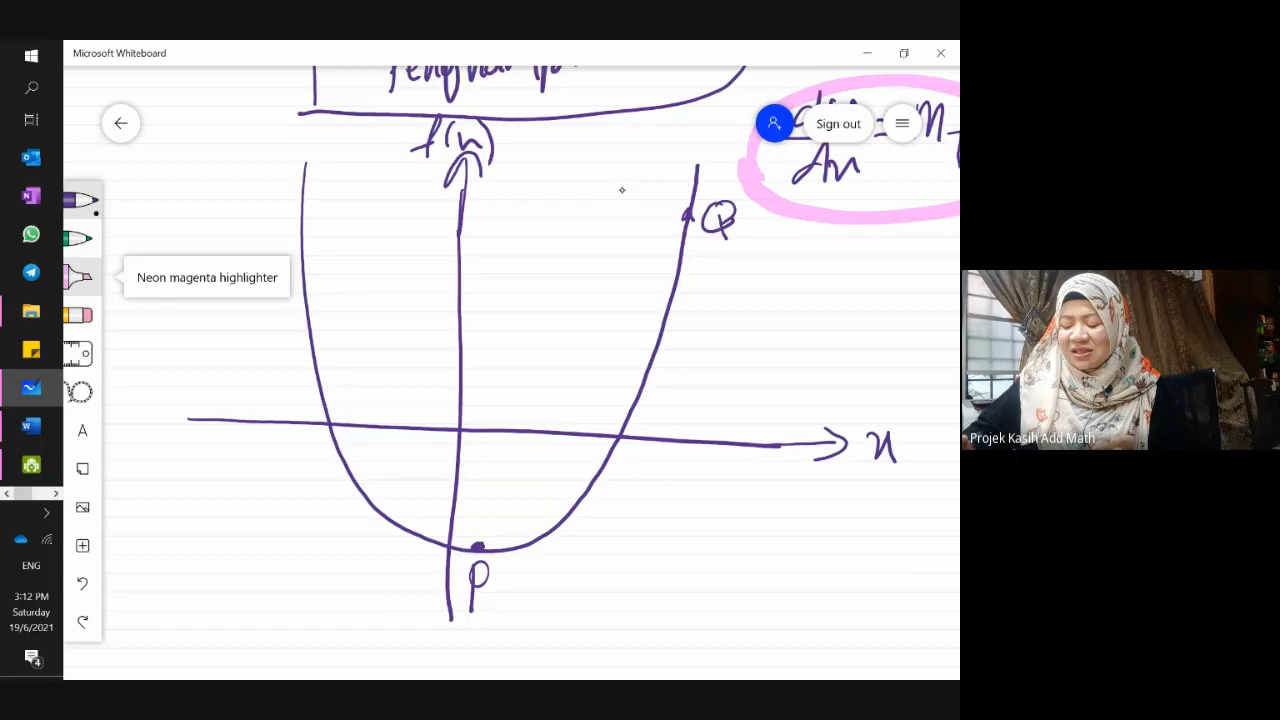 Microsoft Whiteboard
f(x)
Sign out
Q
Neon magenta highlighter
x
P
Projek Kasih Add Math
A
ENG
3:12 PM
Saturday
19/6/2021
4